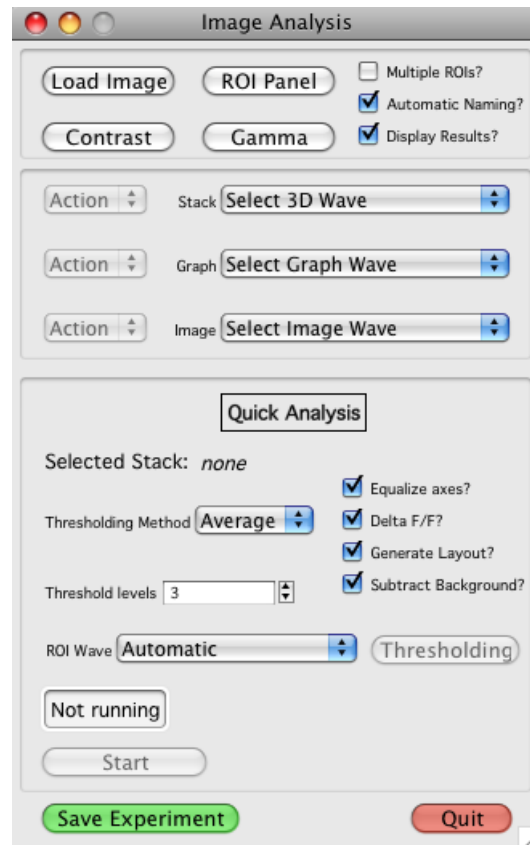 Image Analysis
Load Image ROI Panel Multiple ROIs?
Automatic Naming?
Contrast Gamma Display Results?
Action Stack Select 3D Wave
Action Graph Select Graph Wave
Action Image Select Image Wave
Quick Analysis
Selected Stack: none
Equalize axes?
Thresholding Method Average Delta F/F?
Generate Layout?
Threshold levels 3 Subtract Background?
ROI Wave Automatic Thresholding
Not running
Start
Save Experiment Quit